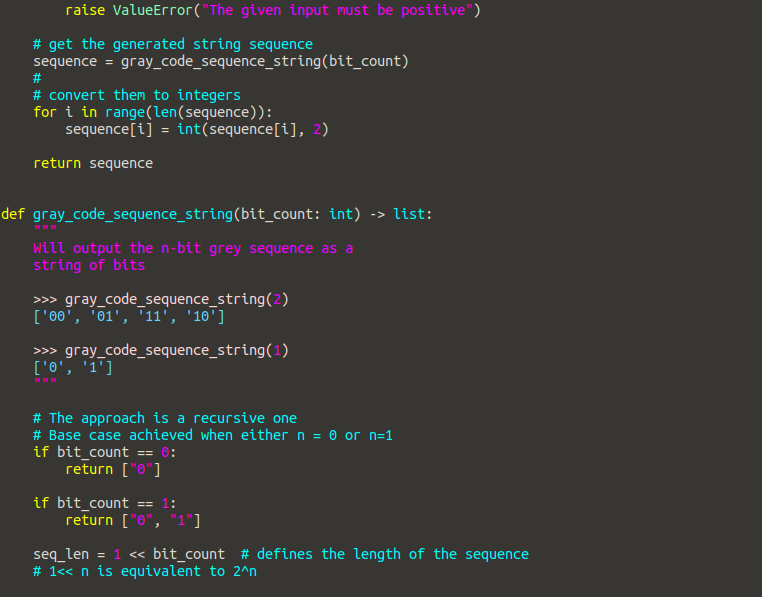 raise ValueError("The given input must be positive")

    # get the generated string sequence
    sequence = gray_code_sequence_string(bit_count)
    #
    # convert them to integers
    for i in range(len(sequence)):
        sequence[i] = int(sequence[i], 2)

    return sequence


def gray_code_sequence_string(bit_count: int) -> list:
    """
    Will output the n-bit grey sequence as a
    string of bits

    >>> gray_code_sequence_string(2)
    ['00', '01', '11', '10']

    >>> gray_code_sequence_string(1)
    ['0', '1']
    """

    # The approach is a recursive one
    # Base case achieved when either n = 0 or n=1
    if bit_count == 0:
        return ["0"]

    if bit_count == 1:
        return ["0", "1"]

    seq_len = 1 << bit_count  # defines the length of the sequence
    # 1<< n is equivalent to 2^n